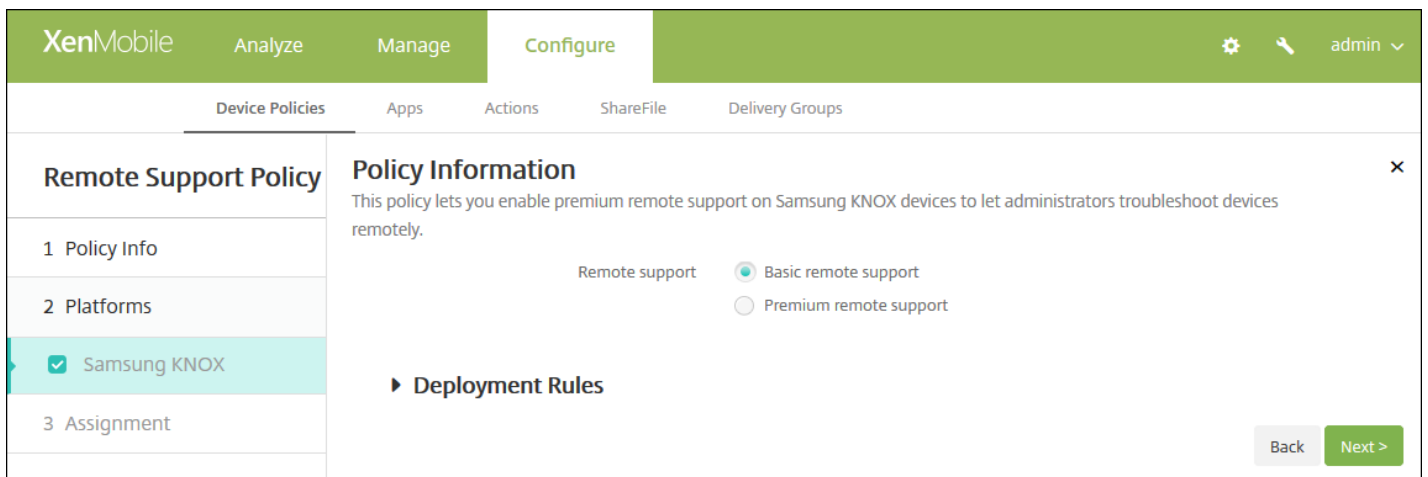 XenMobile Analyze Manage Configure admin
Device Policies Apps Actions ShareFile Delivery Groups
Remote Support Policy
1 Policy Info
2 Platforms
Samsung KNOX
3 Assignment
Policy Information
This policy lets you enable premium remote support on Samsung KNOX devices to let administrators troubleshoot devices
remotely.
Remote support Basic remote support
Premium remote support
Deployment Rules
Back Next >